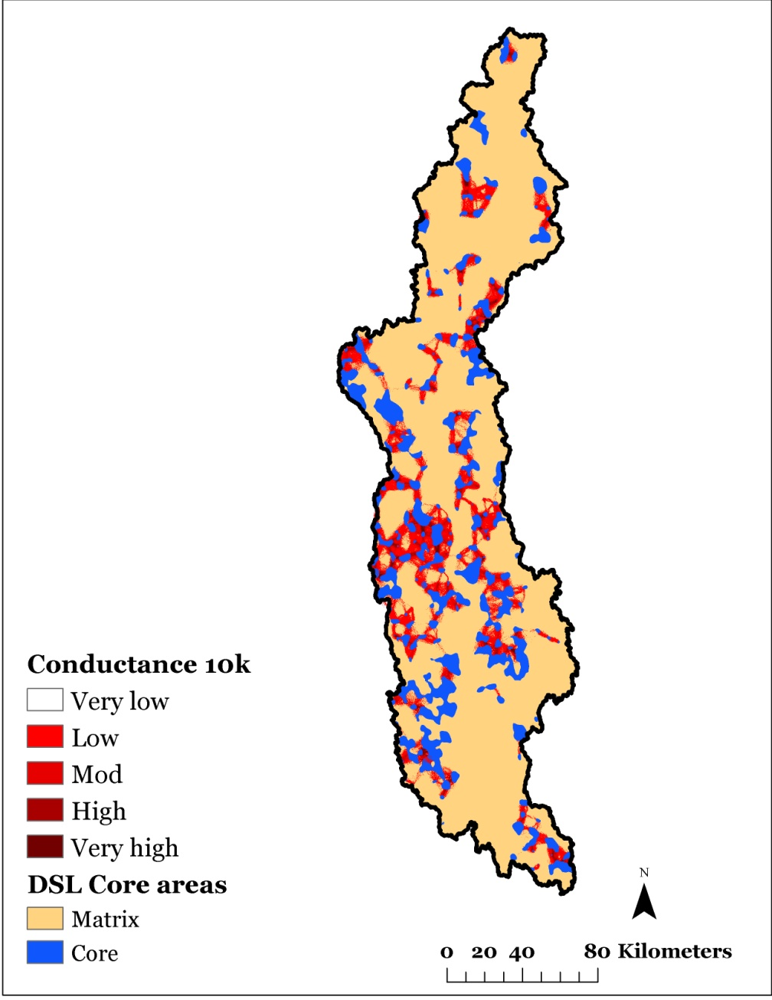 Conductance 10k
Very low
Low
Mod
High
Very high
DSL Core areas
Matrix
Core
N
0 20 40 80 Kilometers